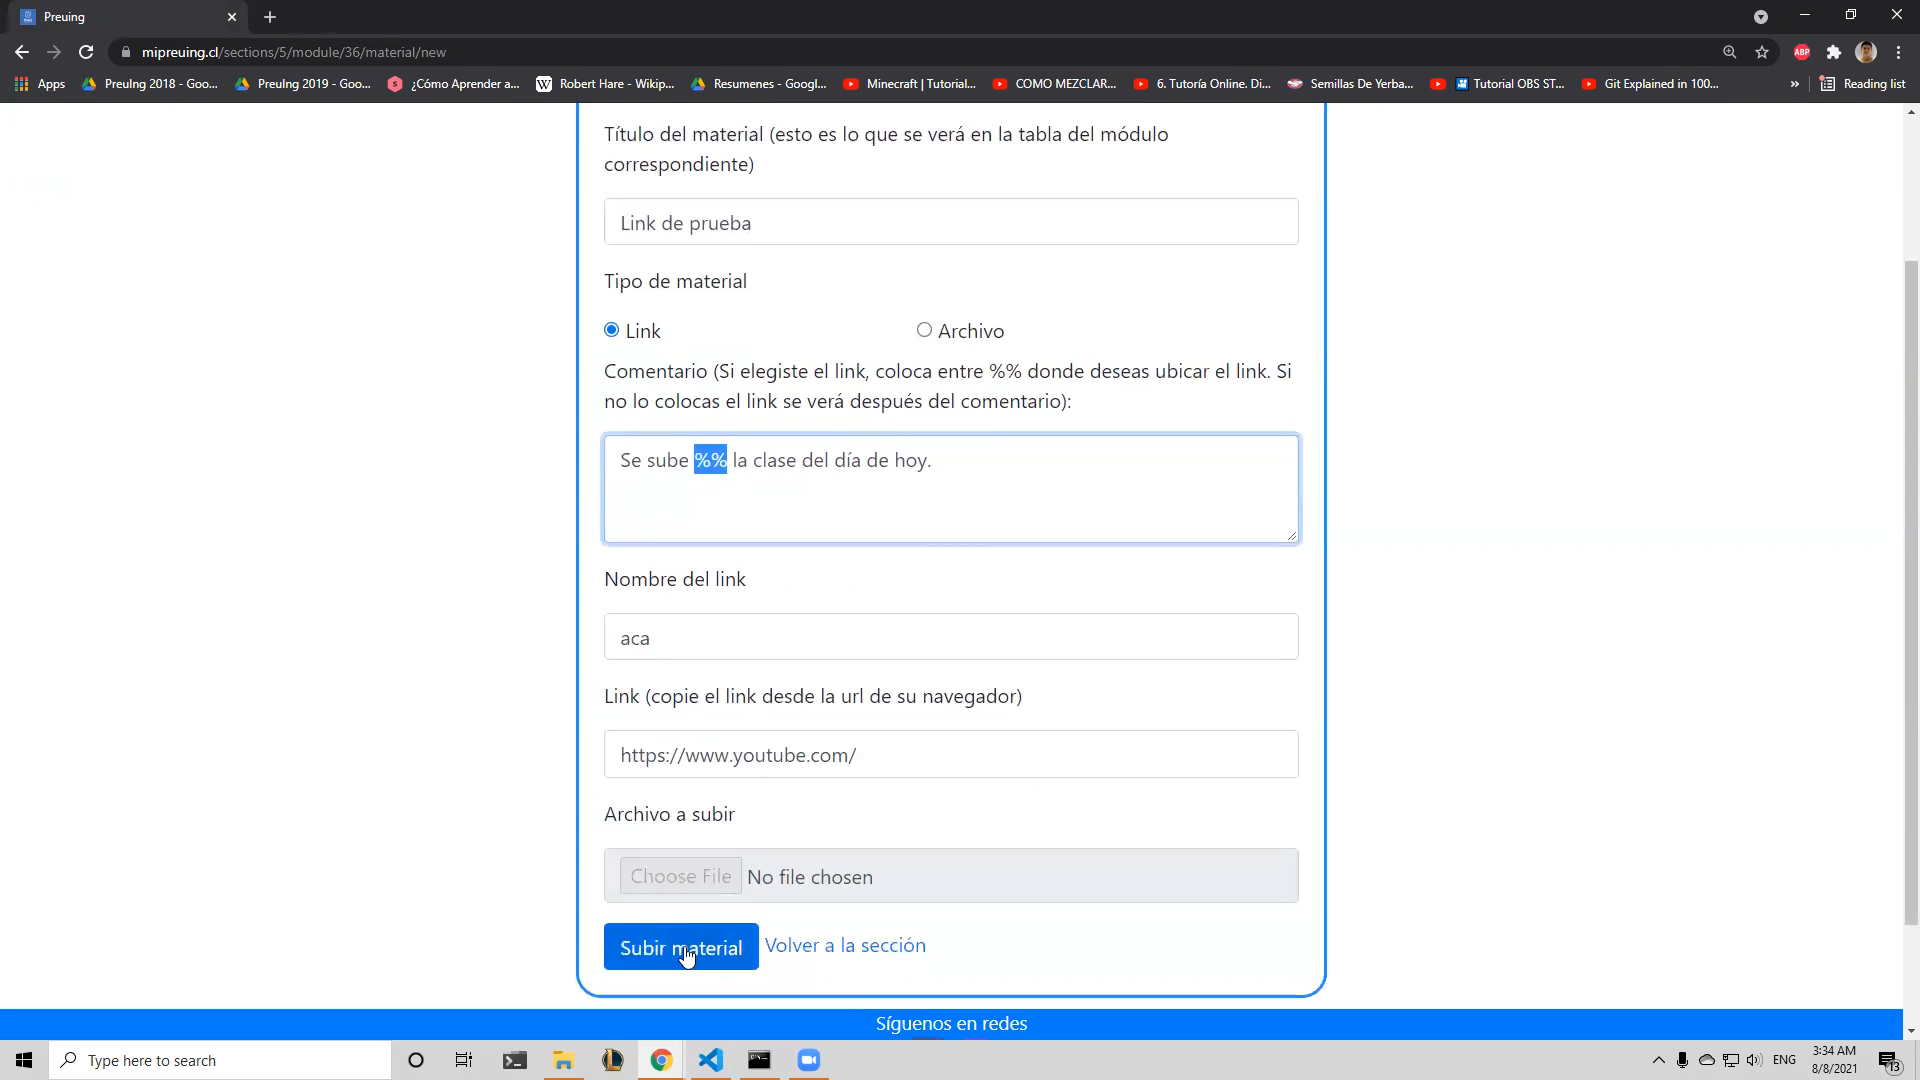 Preuing
mipreuing.cl/sections/5/module/36/material/new
Apps
PreuIng 2018 - Goo...
PreuIng 2019 - Goo...
¿Cómo Aprender a...
Robert Hare - Wikip...
Resumenes - Googl...
Minecraft | Tutorial...
COMO MEZCLAR...
6. Tutoría Online. Di...
Semillas De Yerba...
Tutorial OBS ST...
Git Explained in 100...
»
Reading list
Título del material (esto es lo que se verá en la tabla del módulo
correspondiente)
Link de prueba
Tipo de material
Link
Archivo
Comentario (Si elegiste el link, coloca entre %% donde deseas ubicar el link. Si
no lo colocas el link se verá después del comentario):
Se sube %% la clase del día de hoy.
Nombre del link
aca
Link (copie el link desde la url de su navegador)
https://www.youtube.com/
Archivo a subir
Choose File No file chosen
Subir material Volver a la sección
Síguenos en redes
Type here to search
ENG
3:34 AM
8/8/2021
13